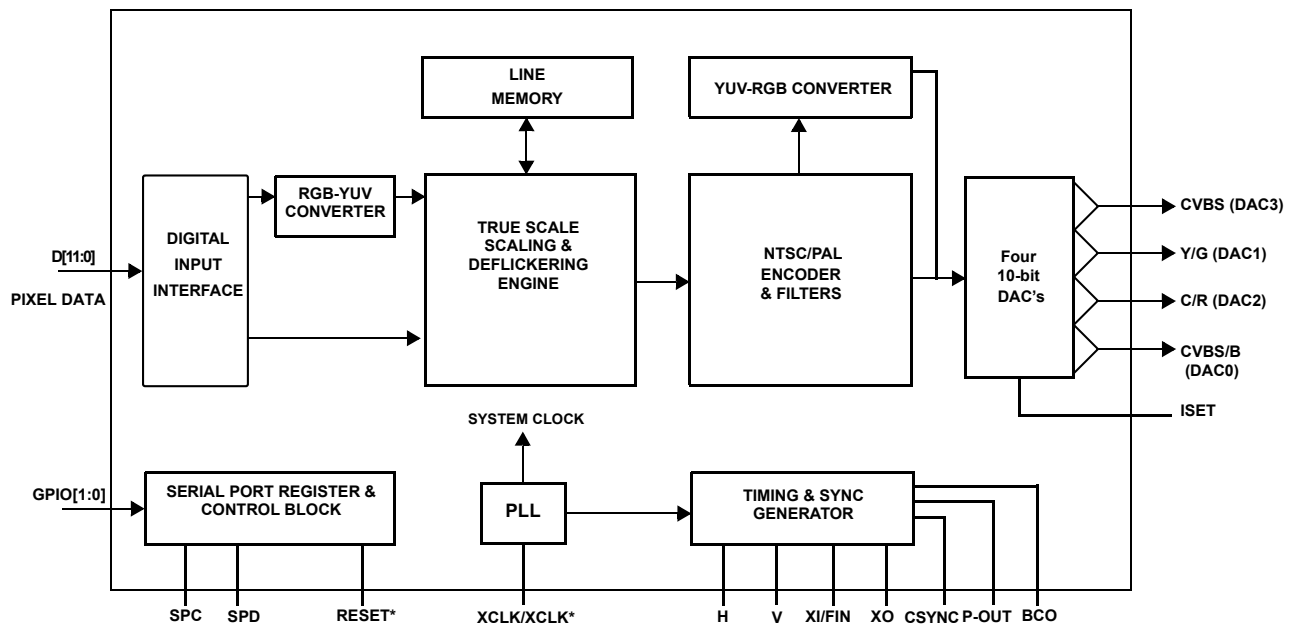 LINE
MEMORY
YUV-RGB CONVERTER
RGB-YUV
CONVERTER
TRUE SCALE
SCALING &
DEFLICKERING
ENGINE
DIGITAL
INPUT
INTERFACE
D[11:0]
PIXEL DATA
NTSC/PAL
ENCODER
& FILTERS
Four
10-bit
DAC's
CVBS (DAC3)
Y/G (DAC1)
C/R (DAC2)
CVBS/B
(DAC0)
ISET
SYSTEM CLOCK
GPIO[1:0]
SERIAL PORT REGISTER &
CONTROL BLOCK
PLL
TIMING & SYNC
GENERATOR
SPC
SPD
RESET*
XCLK/XCLK*
H
V
XI/FIN
XO
CSYNC
P-OUT
BCO